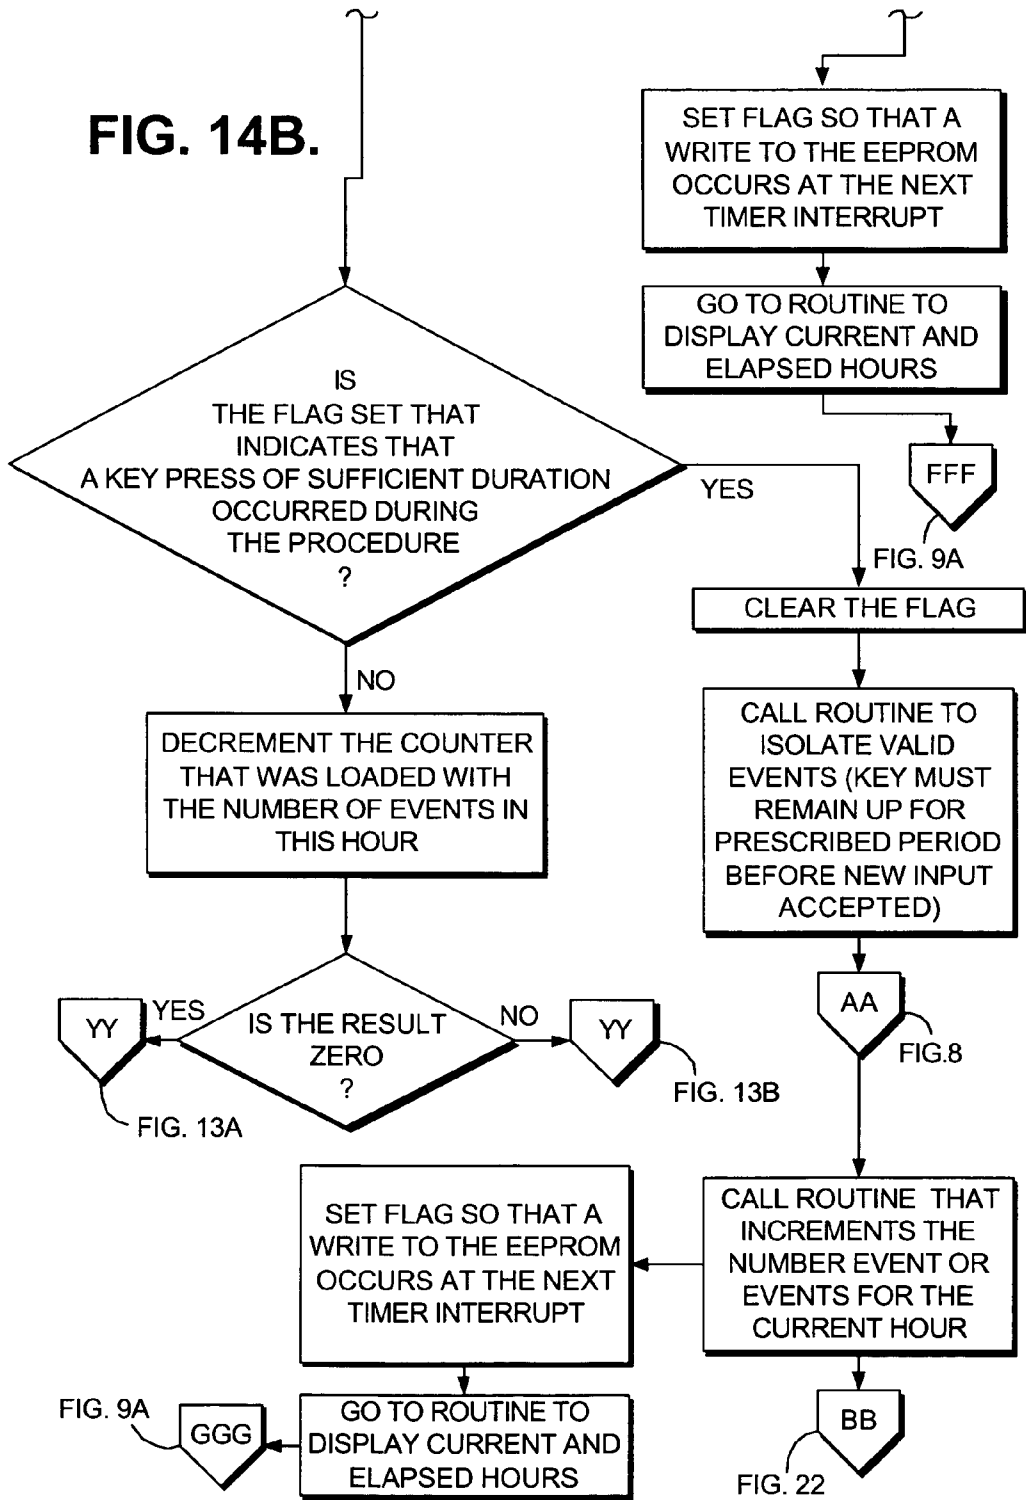 FIG. 14B.
SET FLAG SO THAT A
WRITE TO THE EEPROM
OCCURS AT THE NEXT
TIMER INTERRUPT
GO TO ROUTINE TO
DISPLAY CURRENT AND
ELAPSED HOURS
FFF
FIG. 9A
IS
THE FLAG SET THAT
INDICATES THAT
A KEY PRESS OF SUFFICIENT DURATION
OCCURRED DURING
THE PROCEDURE
?
YES
NO
CLEAR THE FLAG
CALL ROUTINE TO
ISOLATE VALID
EVENTS (KEY MUST
REMAIN UP FOR
PRESCRIBED PERIOD
BEFORE NEW INPUT
ACCEPTED)
AA
FIG.8
DECREMENT THE COUNTER
THAT WAS LOADED WITH
THE NUMBER OF EVENTS IN
THIS HOUR
IS THE RESULT
ZERO
?
YES
YY
FIG. 13A
NO
YY
FIG. 13B
CALL ROUTINE THAT
INCREMENTS THE
NUMBER EVENT OR
EVENTS FOR THE
CURRENT HOUR
BB
FIG. 22
SET FLAG SO THAT A
WRITE TO THE EEPROM
OCCURS AT THE NEXT
TIMER INTERRUPT
GO TO ROUTINE TO
DISPLAY CURRENT AND
ELAPSED HOURS
GGG
FIG. 9A